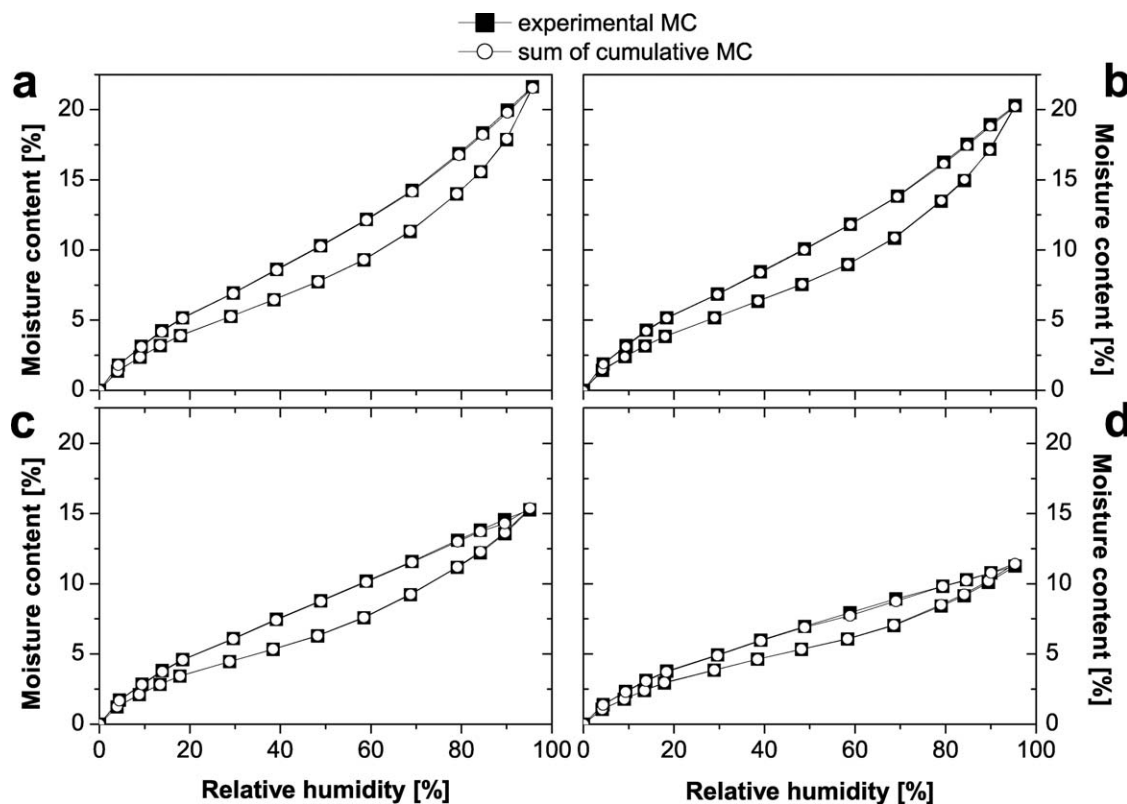 experimental MC
sum of cumulative MC
a
b
Moisture content [%]
20
15
10
5
0
20
15
10
5
0
Moisture content [%]
c
d
Moisture content [%]
20
15
10
5
0
20
15
10
5
0
Moisture content [%]
0 20 40 60 80 100
0 20 40 60 80 100
Relative humidity [%]
Relative humidity [%]